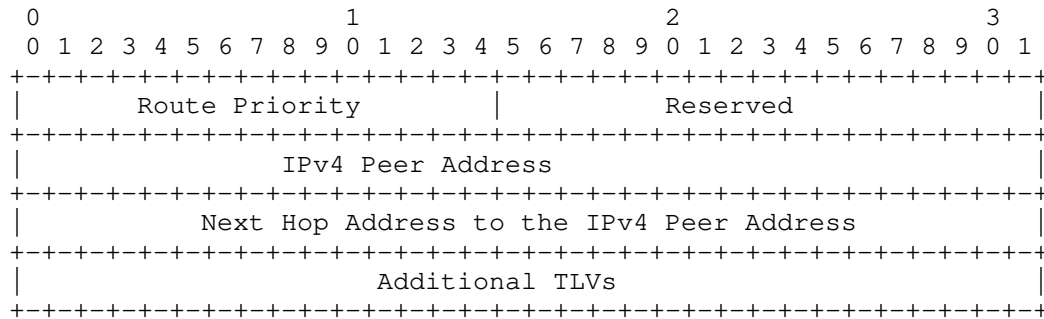 0                   1                   2                   3
 0 1 2 3 4 5 6 7 8 9 0 1 2 3 4 5 6 7 8 9 0 1 2 3 4 5 6 7 8 9 0 1
+-+-+-+-+-+-+-+-+-+-+-+-+-+-+-+-+-+-+-+-+-+-+-+-+-+-+-+-+-+-+-+-+
|       Route Priority        |          Reserved               |
+-+-+-+-+-+-+-+-+-+-+-+-+-+-+-+-+-+-+-+-+-+-+-+-+-+-+-+-+-+-+-+-+
|                IPv4 Peer Address                              |
+-+-+-+-+-+-+-+-+-+-+-+-+-+-+-+-+-+-+-+-+-+-+-+-+-+-+-+-+-+-+-+-+
|           Next Hop Address to the IPv4 Peer Address           |
+-+-+-+-+-+-+-+-+-+-+-+-+-+-+-+-+-+-+-+-+-+-+-+-+-+-+-+-+-+-+-+-+
|                      Additional TLVs                          |
+-+-+-+-+-+-+-+-+-+-+-+-+-+-+-+-+-+-+-+-+-+-+-+-+-+-+-+-+-+-+-+-+